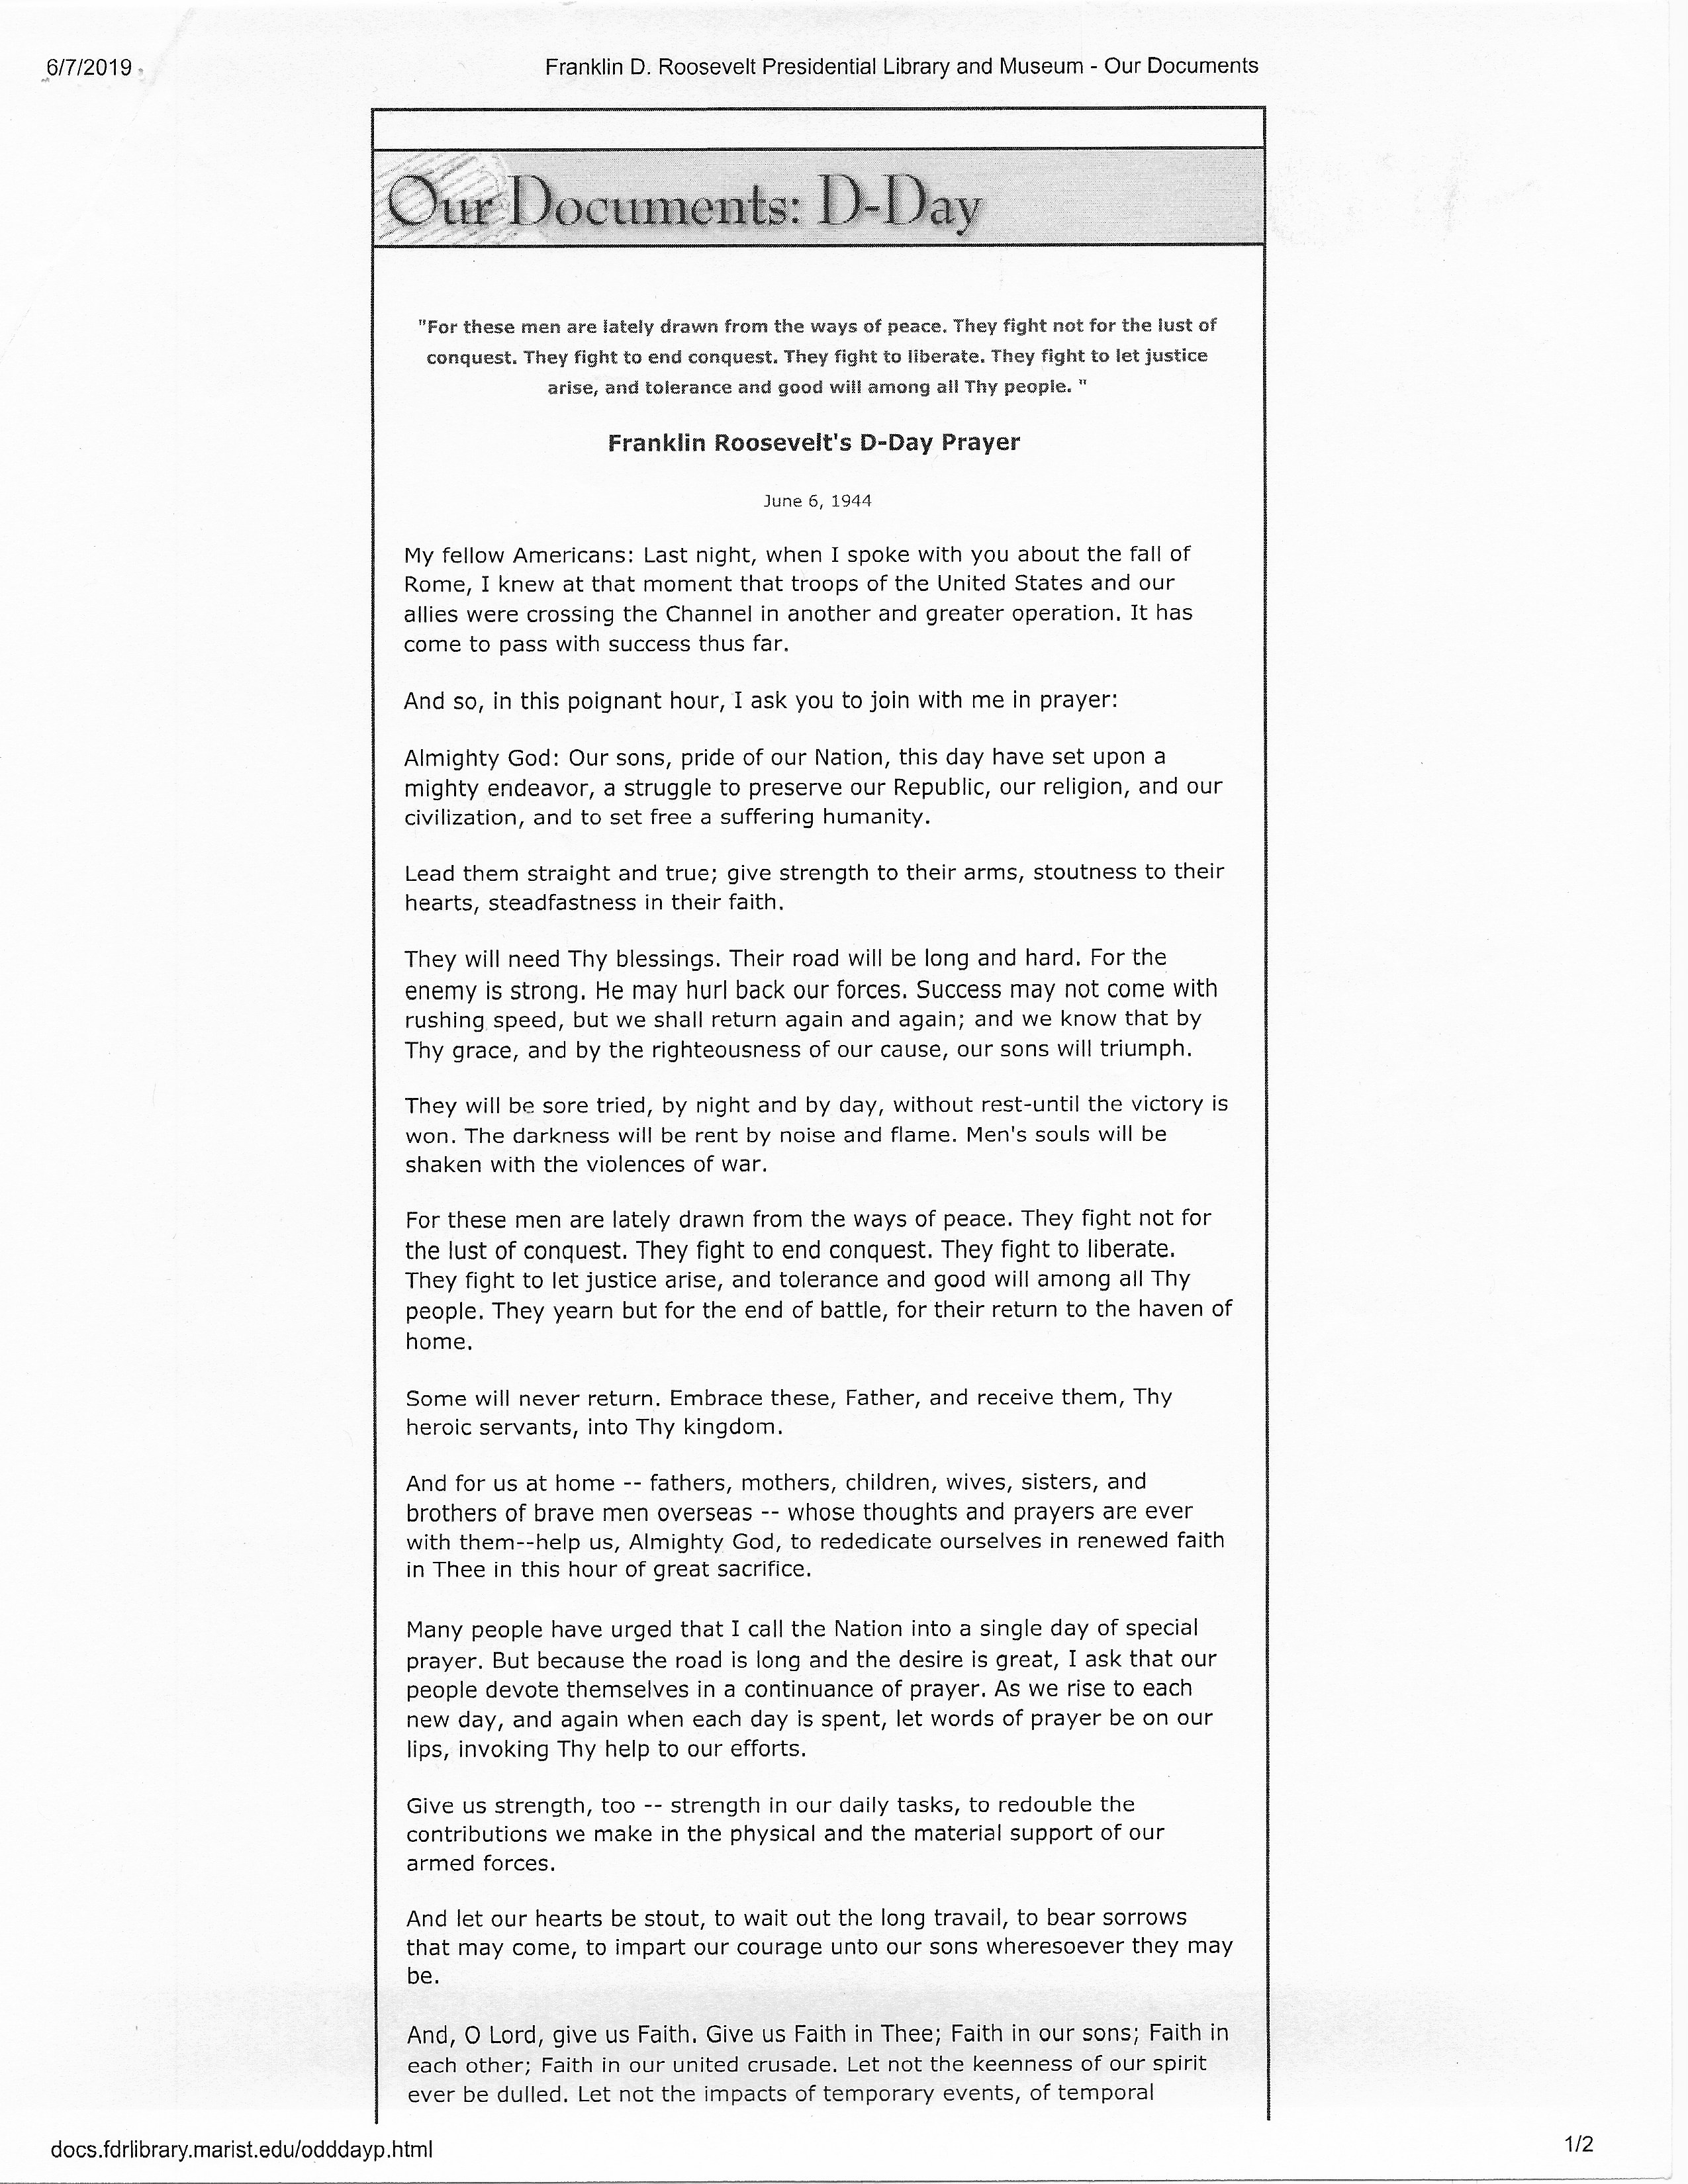 6/7/2019
Franklin D. Roosevelt Presidential Library and Museum - Our Documents
Our Documents: D-Day
"For these men are lately drawn from the ways of peace. They fight not for the lust of
conquest. They fight to end conquest. They fight to liberate. They fight to let justice
arise, and tolerance and good will among all Thy people. "
Franklin Roosevelt's D-Day Prayer
June 6, 1944
My fellow Americans: Last night, when I spoke with you about the fall of
Rome, I knew at that moment that troops of the United States and our
allies were crossing the Channel in another and greater operation. It has
come to pass with success thus far.
And so, in this poignant hour, I ask you to join with me in prayer:
Almighty God: Our sons, pride of our Nation, this day have set upon a
mighty endeavor, a struggle to preserve our Republic, our religion, and our
civilization, and to set free a suffering humanity.
Lead them straight and true; give strength to their arms, stoutness to their
hearts, steadfastness in their faith.
They will need Thy blessings. Their road will be long and hard. For the
enemy is strong. He may hurl back our forces. Success may not come with
rushing speed, but we shall return again and again; and we know that by
Thy grace, and by the righteousness of our cause, our sons will triumph.
They will be sore tried, by night and by day, without rest-until the victory is
won. The darkness will be rent by noise and flame. Men's souls will be
shaken with the violences of war.
For these men are lately drawn from the ways of peace. They fight not for
the lust of conquest. They fight to end conquest. They fight to liberate.
They fight to let justice arise, and tolerance and good will among all Thy
people. They yearn but for the end of battle, for their return to the haven of
home.
Some will never return. Embrace these, Father, and receive them, Thy
heroic servants, into Thy kingdom.
And for us at home -- fathers, mothers, children, wives, sisters, and
brothers of brave men overseas -- whose thoughts and prayers are ever
with them--help us, Almighty God, to rededicate ourselves in renewed faith
in Thee in this hour of great sacrifice.
Many people have urged that I call the Nation into a single day of special
prayer. But because the road is long and the desire is great, I ask that our
people devote themselves in a continuance of prayer. As we rise to each
new day, and again when each day is spent, let words of prayer be on our
lips, invoking Thy help to our efforts.
Give us strength, too -- strength in our daily tasks, to redouble the
contributions we make in the physical and the material support of our
armed forces.
And let our hearts be stout, to wait out the long travail, to bear sorrows
that may come, to impart our courage unto our sons wheresoever they may
be.
And, O Lord, give us Faith. Give us Faith in Thee; Faith in our sons; Faith in
each other; Faith in our united crusade. Let not the keenness of our spirit
ever be dulled. Let not the impacts of temporary events, of temporal
docs.fdrlibrary.marist.edu/odddayp.html
1/2